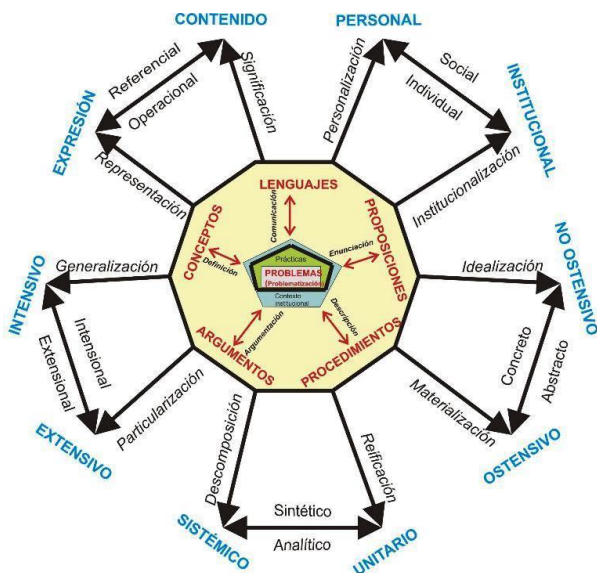 CONTENIDO
PERSONAL
Referencial
Operacional
Significación
EXPRESIÓN
Representación
Personalización
Social
Individual
INSTITUCIONAL
Institucionalización
LENGUAJES
Comunicación
CONCEPTOS
Definición
PROPOSICIONES
Enunciación
Prácticas
PROBLEMAS
(Problematización)
Contexto
institucional
ARGUMENTOS
Argumentación
PROCEDIMIENTOS
Descripción
Generalización
INTENSIVO
Intensional
Extensional
EXTENSIVO
Particularización
Idealización
NO OSTENSIVO
Concreto
Abstracto
OSTENSIVO
Materialización
Descomposición
Reificación
SISTÉMICO
Sintético
Analítico
UNITARIO